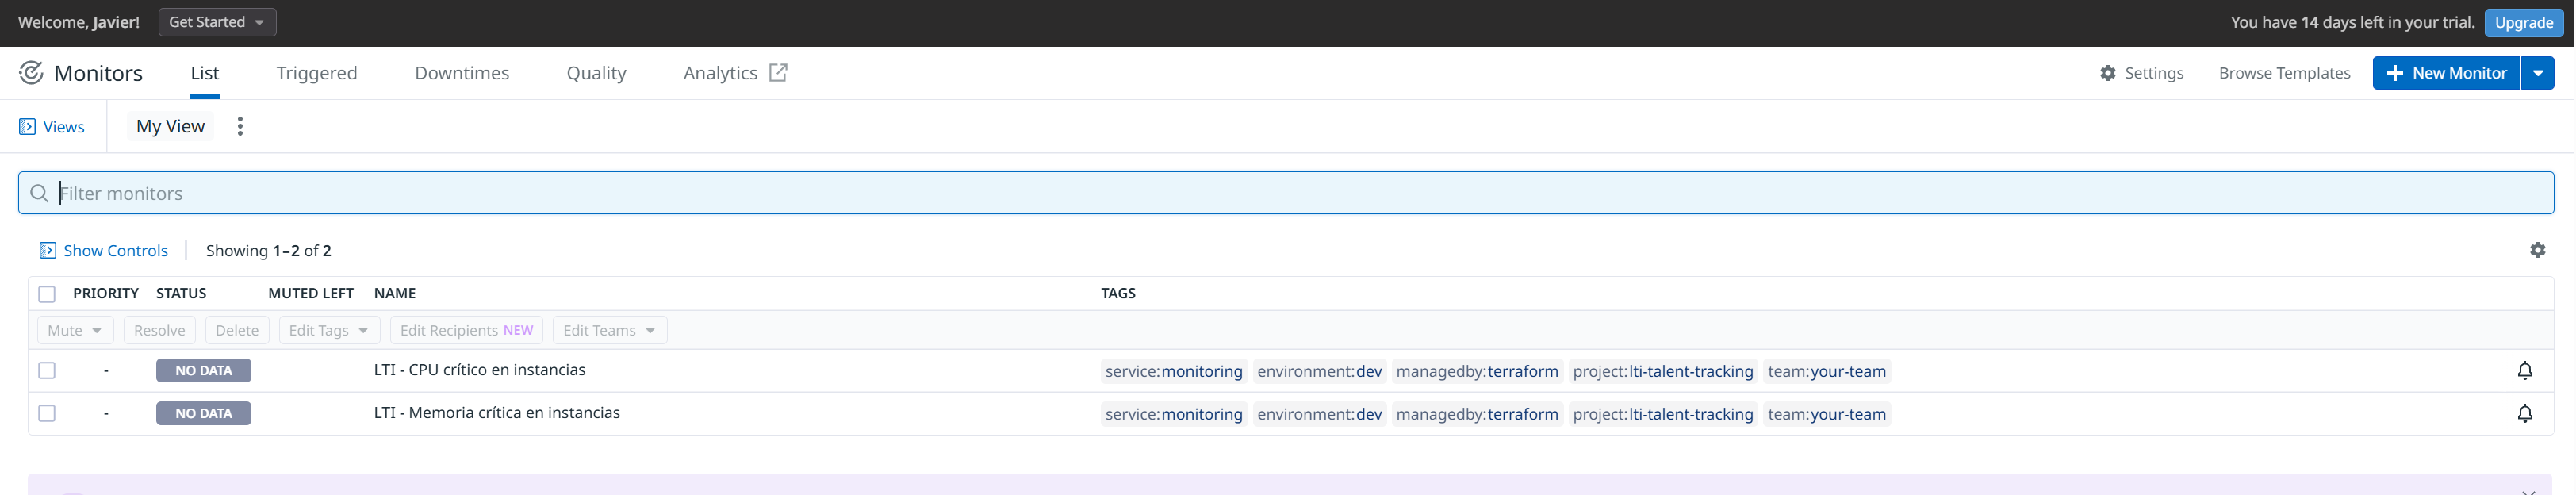 Welcome, Javier! Get Started You have 14 days left in your trial. Upgrade
Monitors List Triggered Downtimes Quality Analytics Settings Browse Templates New Monitor
Views My View
Filter monitors
Show Controls Showing 1–2 of 2
PRIORITY STATUS MUTED LEFT NAME TAGS
Mute Resolve Delete Edit Tags Edit Recipients NEW Edit Teams
- NO DATA LTI - CPU crítico en instancias service:monitoring environment:dev managedby:terraform project:lti-talent-tracking team:your-team
- NO DATA LTI - Memoria crítica en instancias service:monitoring environment:dev managedby:terraform project:lti-talent-tracking team:your-team